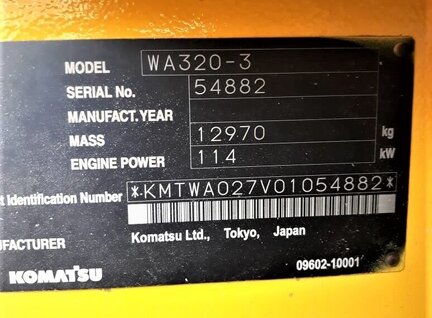 MODEL WA320-3
SERIAL No. 54882
MANUFACT.YEAR
MASS 12970 kg
ENGINE POWER 114 kW
t Identification Number *KMTWA027V01054882*
UFACTURER Komatsu Ltd., Tokyo, Japan
KOMATSU 09602-10001